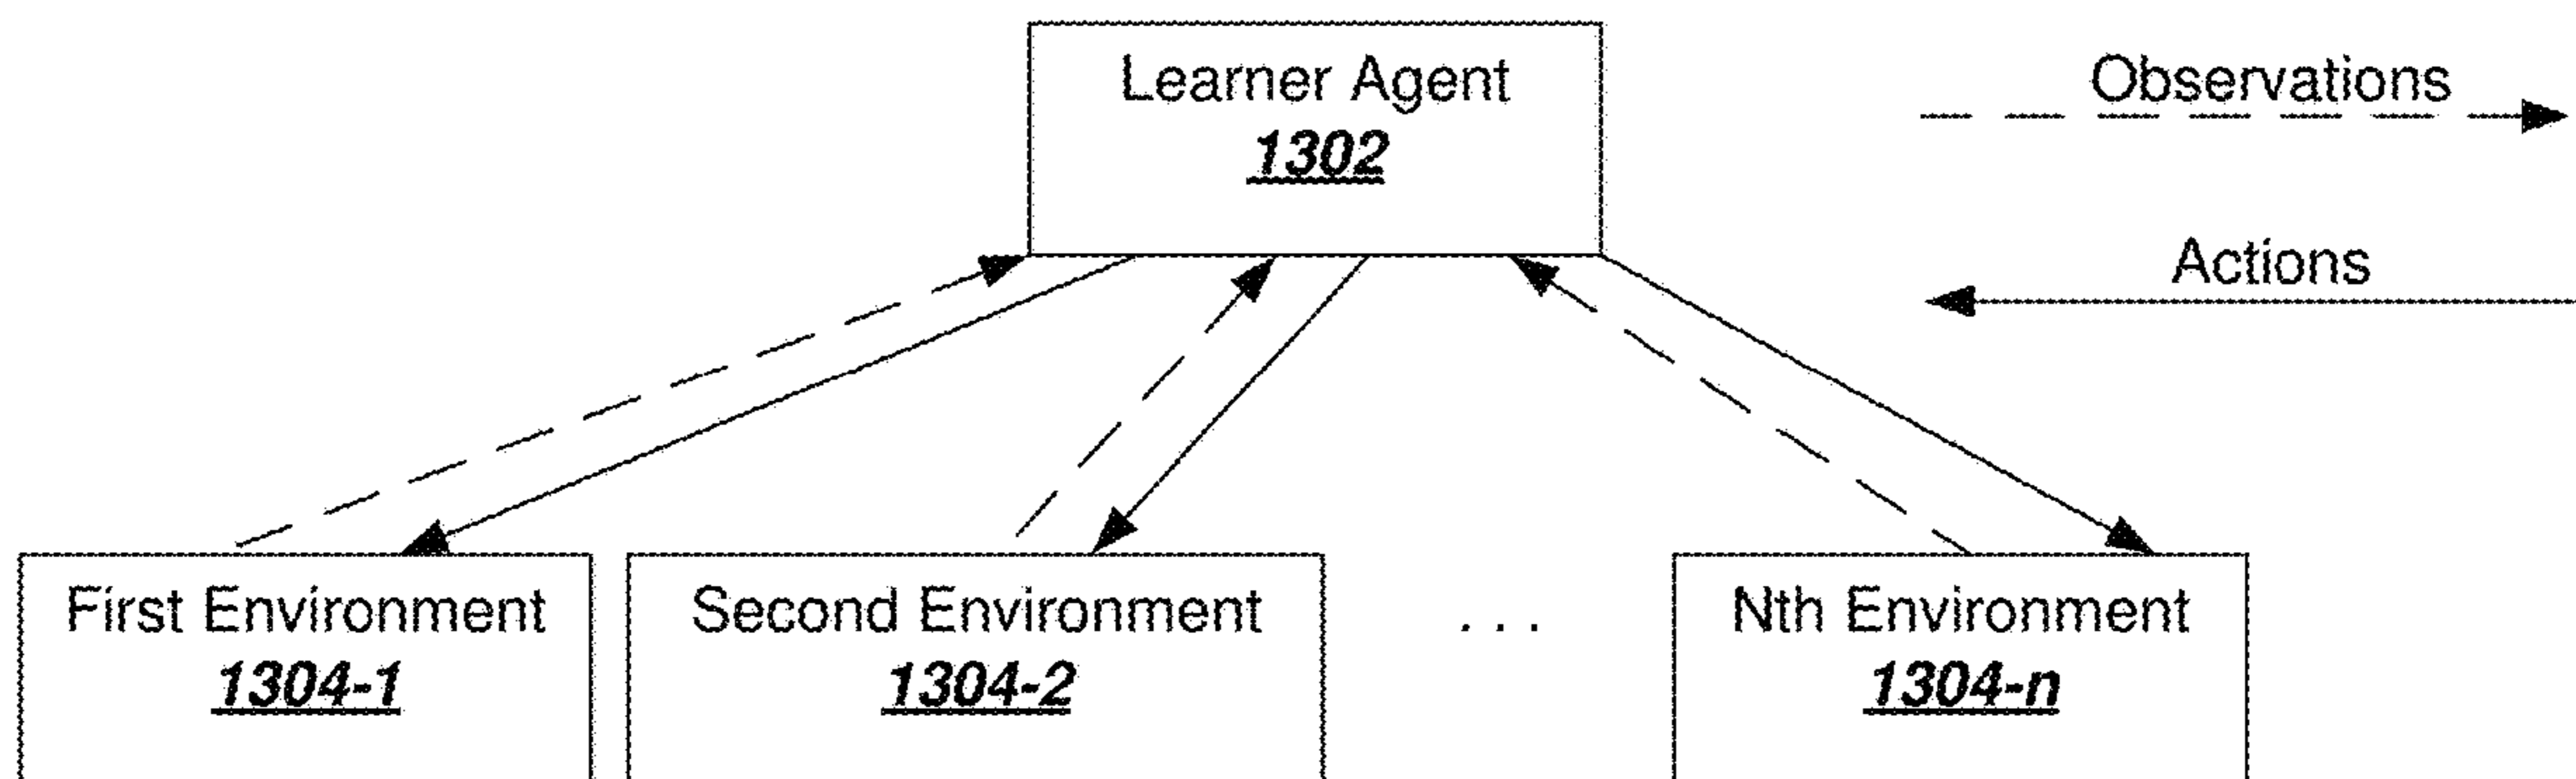 Learner Agent
1302
Observations
Actions
First Environment
1304-1
Second Environment
1304-2
. . .
Nth Environment
1304-n